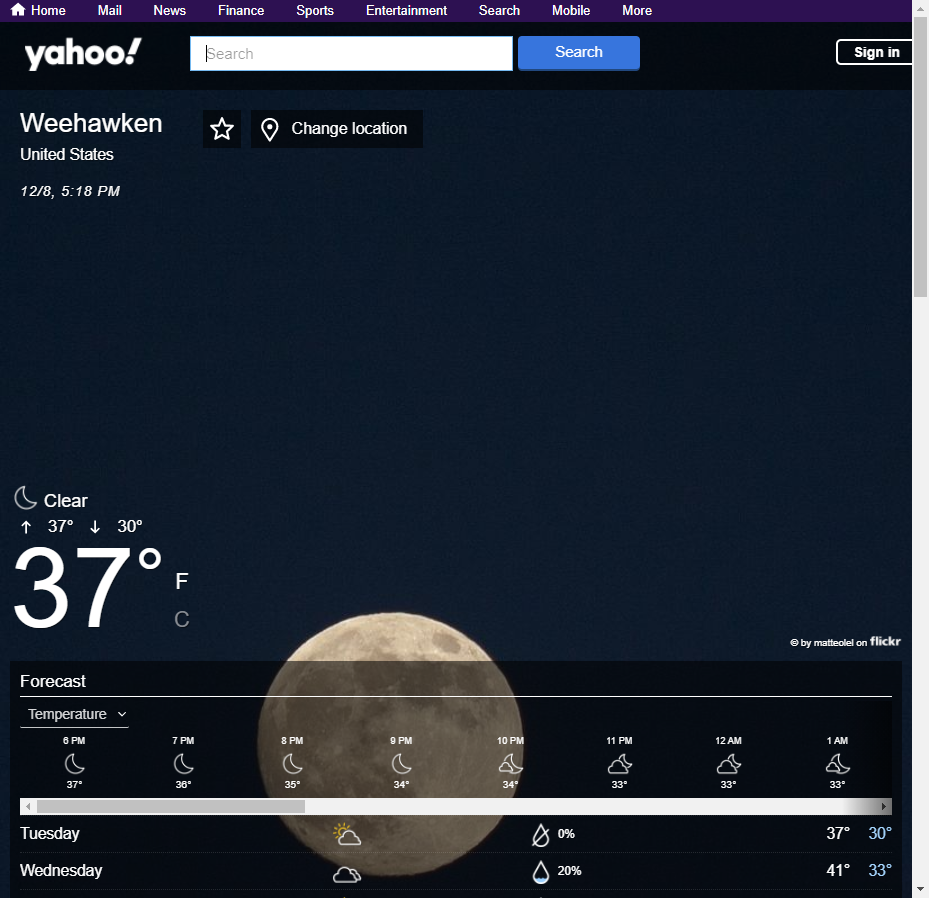 Home Mail News Finance Sports Entertainment Search Mobile More
yahoo!
Search
Search
Sign in
Weehawken
Change location
United States
12/8, 5:18 PM
Clear
↑ 37° ↓ 30°
37° F
C
© by matteolel on flickr
Forecast
Temperature
6 PM 7 PM 8 PM 9 PM 10 PM 11 PM 12 AM 1 AM
37° 36° 35° 34° 34° 33° 33° 33°
Tuesday 0% 37° 30°
Wednesday 20% 41° 33°